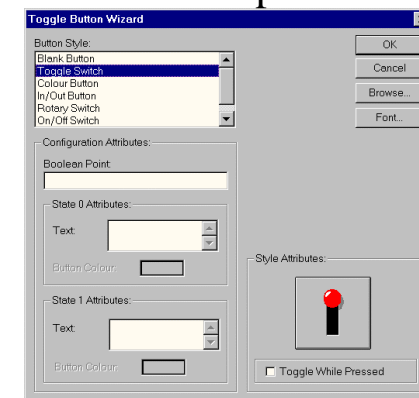 Toggle Button Wizard
Button Style:
Blank Button
Toggle Switch
Colour Button
In/Out Button
Rotary Switch
On/Off Switch
OK
Cancel
Browse...
Font...
Configuration Attributes:
Boolean Point:
State 0 Attributes:
Text:
Button Colour:
State 1 Attributes:
Text:
Button Colour:
Style Attributes:
Toggle While Pressed